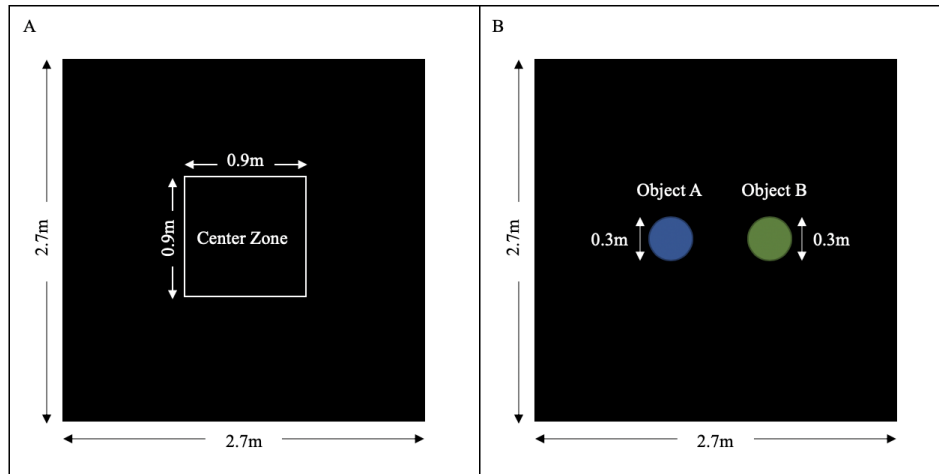 A
0.9m
0.9m
Center Zone
2.7m
2.7m
B
Object A
Object B
0.3m
0.3m
2.7m
2.7m